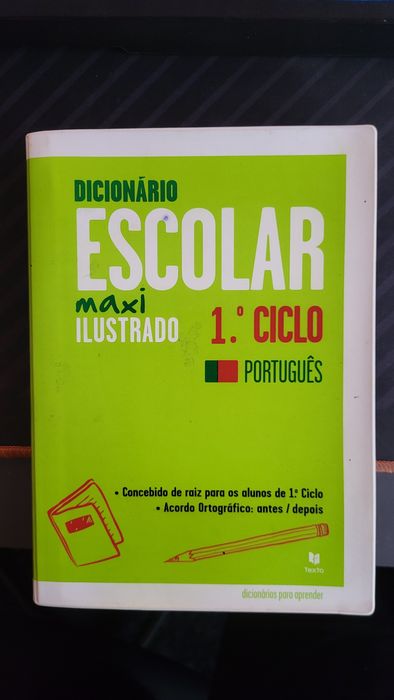 DICIONÁRIO
ESCOLAR
maxi
ILUSTRADO
1.º CICLO
PORTUGUÊS
• Concebido de raiz para os alunos de 1.º Ciclo
• Acordo Ortográfico: antes / depois
Texto
dicionários para aprender